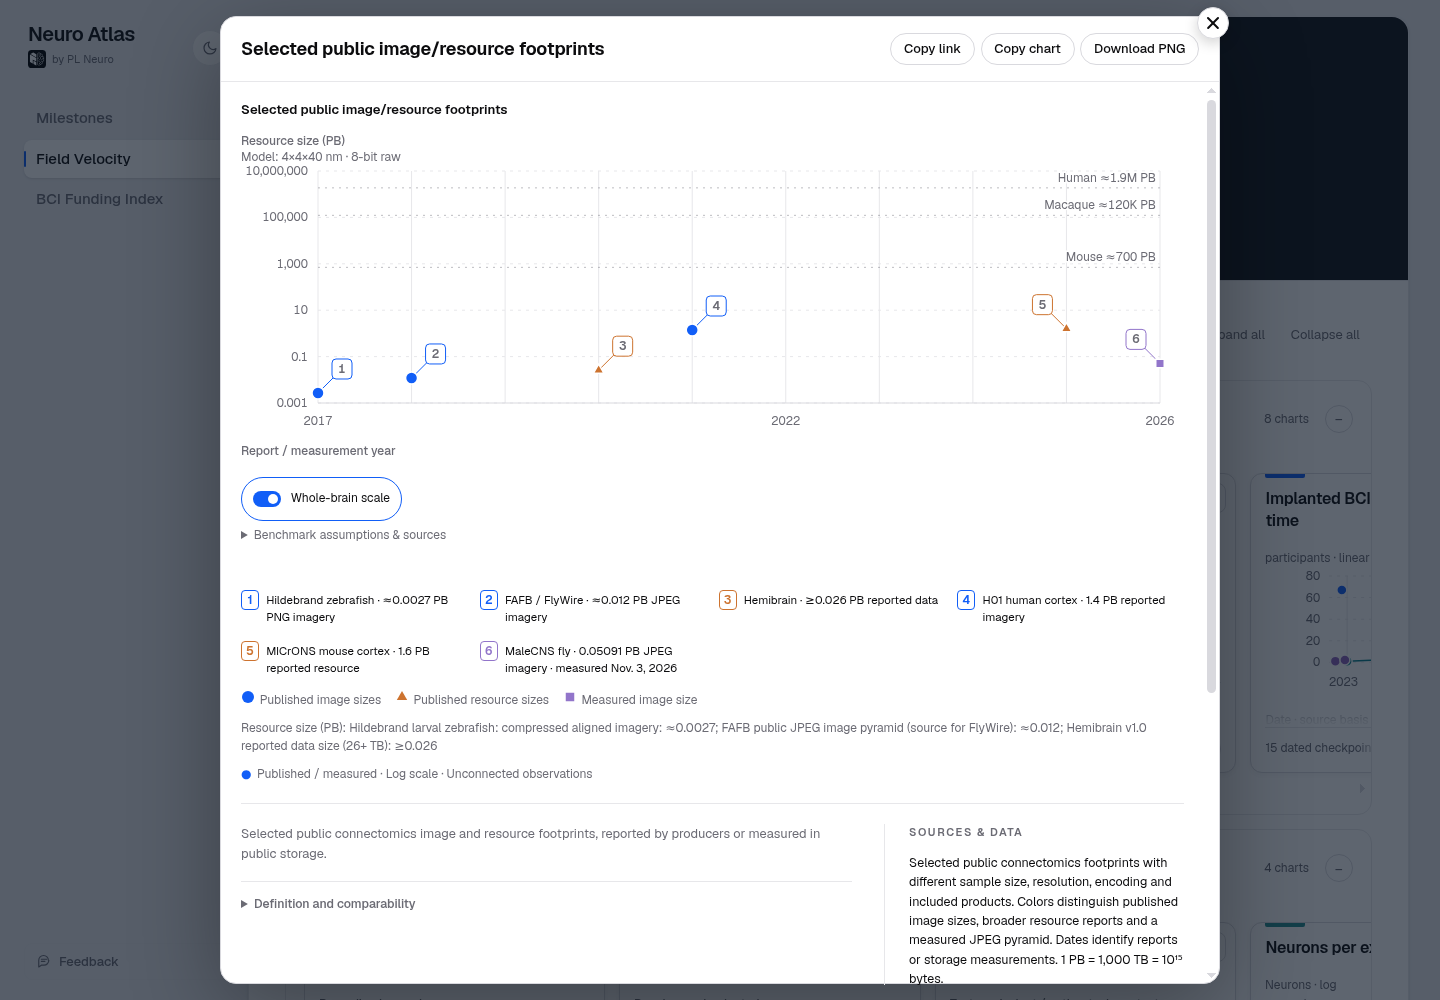 Neuro Atlas
by PL Neuro
Milestones
Field Velocity
BCI Funding Index
Feedback
Selected public image/resource footprints
Copy link
Copy chart
Download PNG
Selected public image/resource footprints
Resource size (PB)
Model: 4×4×40 nm · 8-bit raw
10,000,000
100,000
1,000
10
0.1
0.001
Human ≈1.9M PB
Macaque ≈120K PB
Mouse ≈700 PB
1
2
3
4
5
6
2017
2022
2026
Report / measurement year
Whole-brain scale
Benchmark assumptions & sources
1 Hildebrand zebrafish · ≈0.0027 PB
PNG imagery
2 FAFB / FlyWire · ≈0.012 PB JPEG
imagery
3 Hemibrain · ≥0.026 PB reported data
4 H01 human cortex · 1.4 PB reported
imagery
5 MICrONS mouse cortex · 1.6 PB
reported resource
6 MaleCNS fly · 0.05091 PB JPEG
imagery · measured Nov. 3, 2026
Published image sizes
Published resource sizes
Measured image size
Resource size (PB): Hildebrand larval zebrafish: compressed aligned imagery: ≈0.0027; FAFB public JPEG image pyramid (source for FlyWire): ≈0.012; Hemibrain v1.0
reported data size (26+ TB): ≥0.026
Published / measured · Log scale · Unconnected observations
Selected public connectomics image and resource footprints, reported by producers or measured in
public storage.
Definition and comparability
SOURCES & DATA
Selected public connectomics footprints with
different sample size, resolution, encoding and
included products. Colors distinguish published
image sizes, broader resource reports and a
measured JPEG pyramid. Dates identify reports
or storage measurements. 1 PB = 1,000 TB = 10¹⁵
bytes.
pand all
Collapse all
8 charts
Implanted BCI
time
participants · linear
80
60
40
20
0
2023
Date · source basis
15 dated checkpoin
4 charts
Neurons per e
Neurons · log